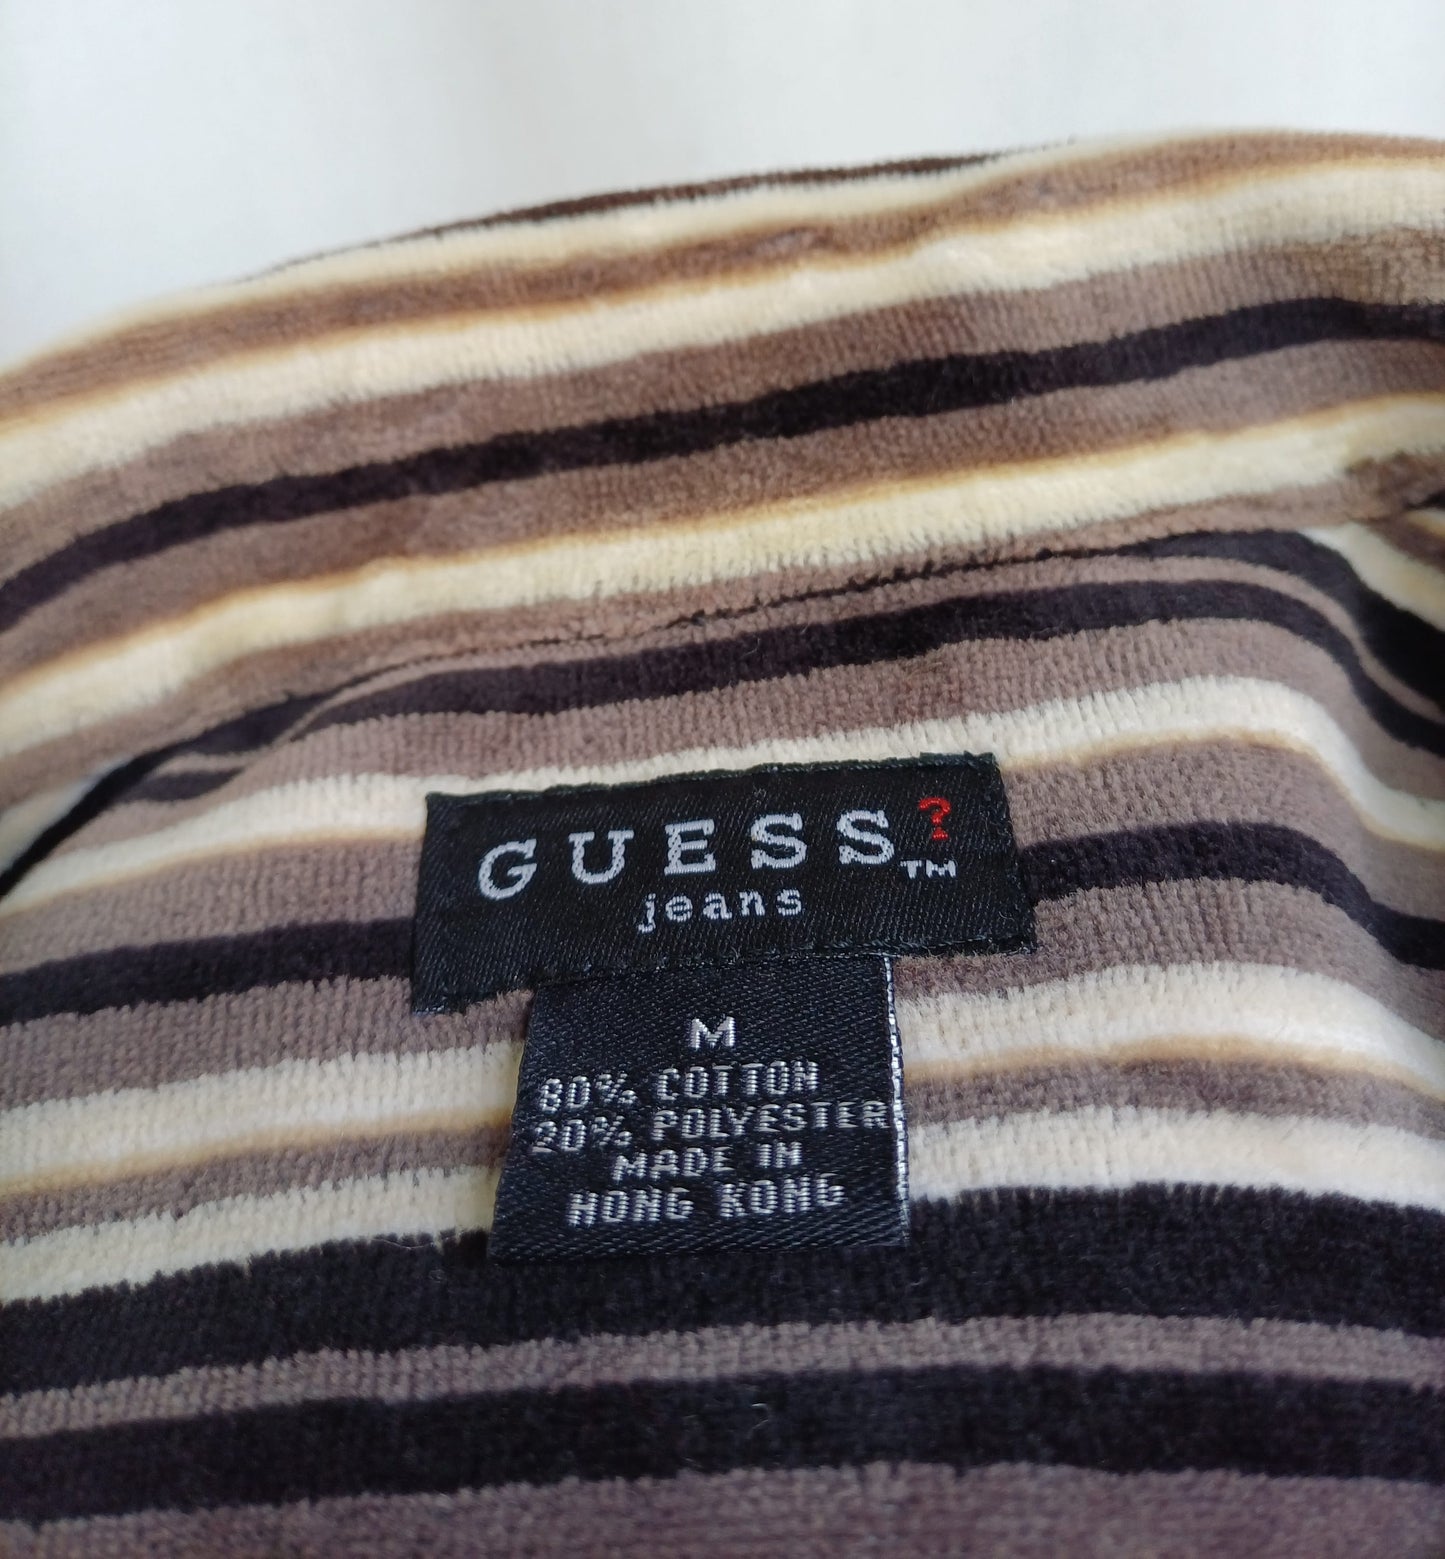 GUESS?™
jeans
M
80% COTTON
20% POLYESTER
MADE IN
HONG KONG